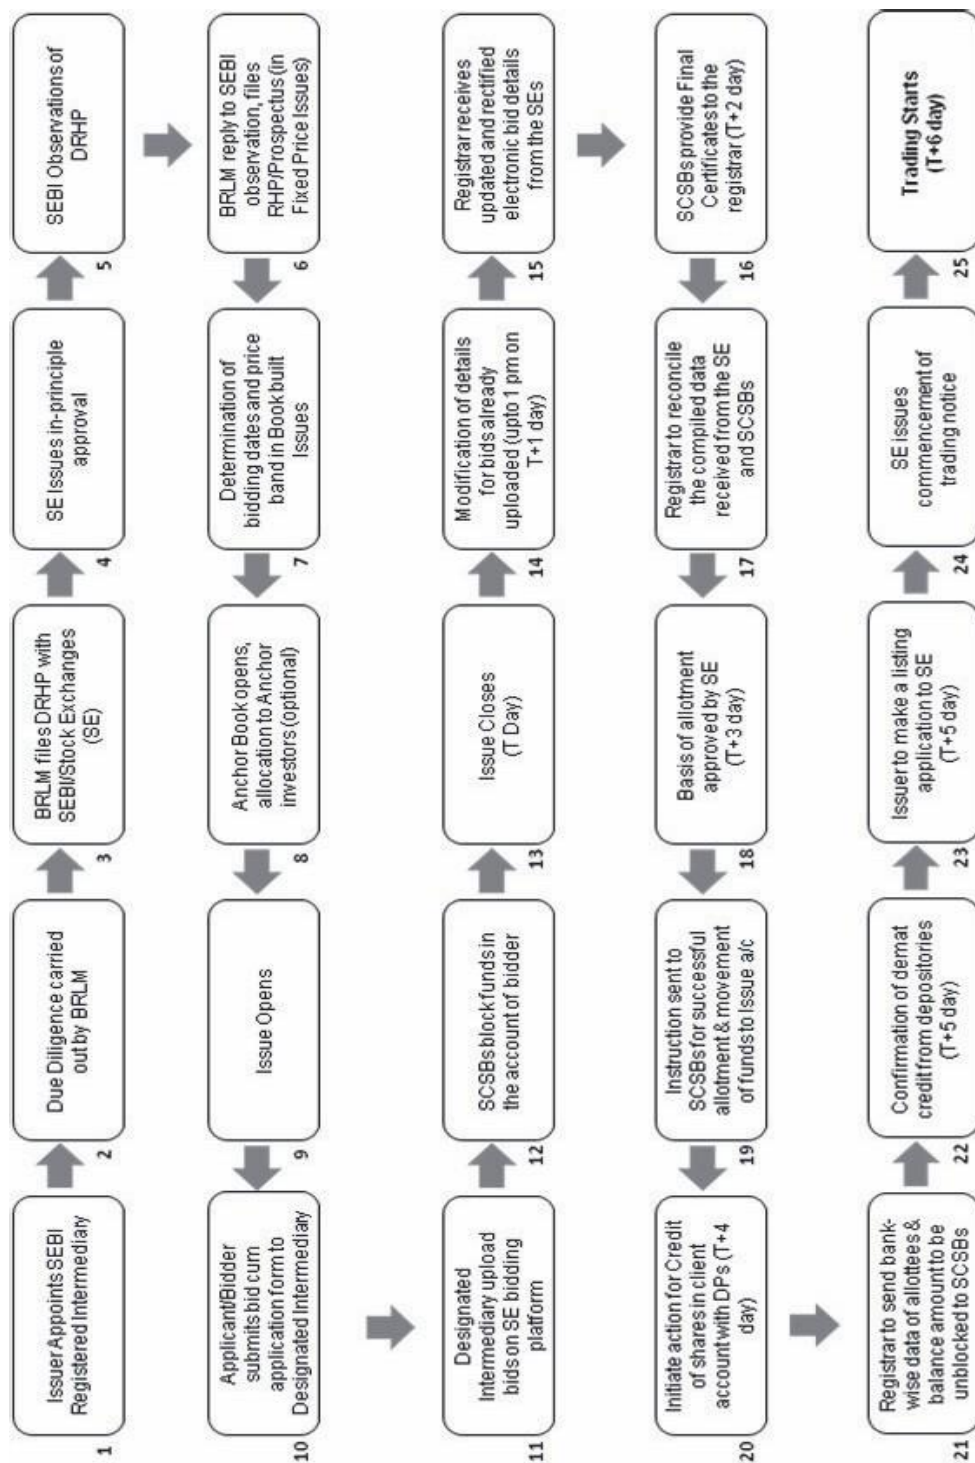 1
Issuer Appoints SEBI
Registered Intermediary
2
Due Diligence carried
out by BRLM
3
BRLM files DRHP with
SEBI/Stock Exchanges
(SE)
4
SE Issues in-principle
approval
5
SEBI Observations of
DRHP
6
BRLM reply to SEBI
observation, files
RHP/Prospectus (in
Fixed Price Issues)
7
Determination of
bidding dates and price
band in Book built
Issues
8
Anchor Book opens,
allocation to Anchor
investors (optional)
9
Issue Opens
10
Applicant/Bidder
submits bid cum
application form to
Designated Intermediary
11
Designated
Intermediary upload
bids on SE bidding
platform
12
SCSBs block funds in
the account of bidder
13
Issue Closes
(T Day)
14
Modification of details
for bids already
uploaded (upto 1 pm on
T+1 day)
15
Registrar receives
updated and rectified
electronic bid details
from the SEs
16
SCSBs provide Final
Certificates to the
registrar (T+2 day)
17
Registrar to reconcile
the compiled data
received from the SE
and SCSBs
18
Basis of allotment
approved by SE
(T+3 day)
19
Instruction sent to
SCSBs for successful
allotment & movement
of funds to Issue a/c
20
Initiate action for Credit
of shares in client
account with DPs (T+4
day)
21
Registrar to send bank-
wise data of allottees &
balance amount to be
unblocked to SCSBs
22
Confirmation of demat
credit from depositories
(T+5 day)
23
Issuer to make a listing
application to SE
(T+5 day)
24
SE issues
commencement of
trading notice
25
Trading Starts
(T+6 day)